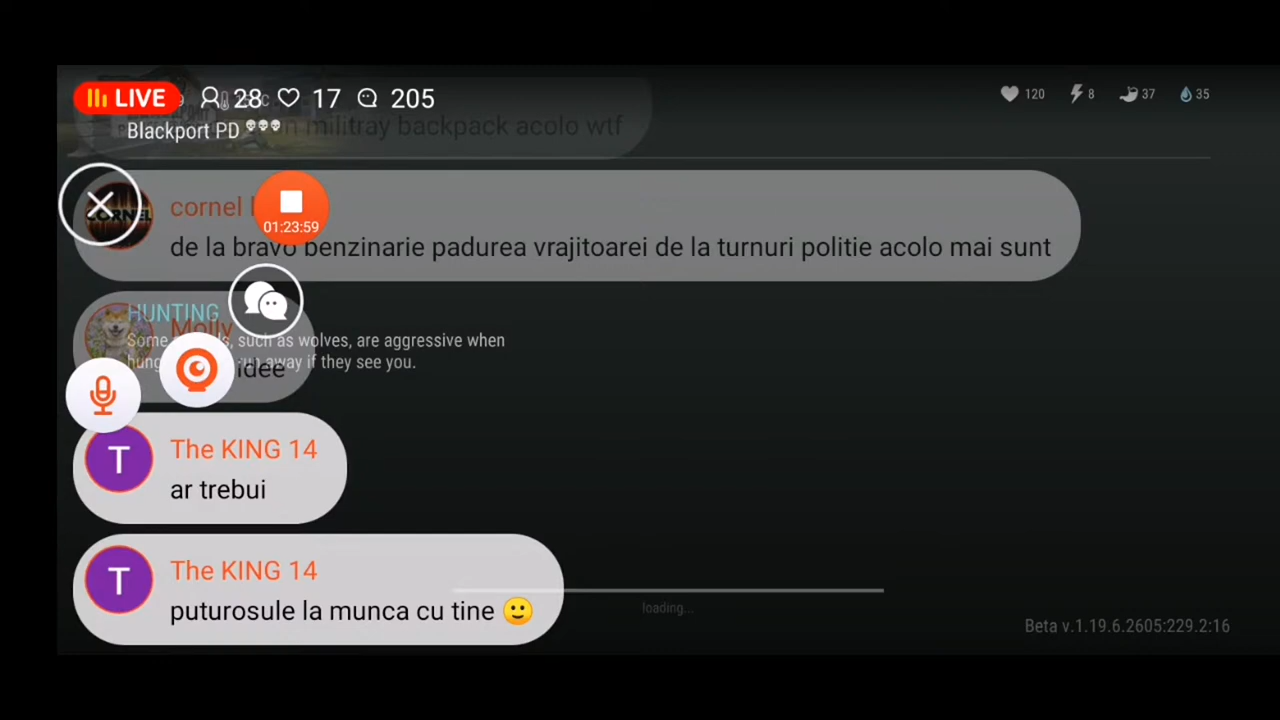 LIVE 28 17 205
120 8 37 35
Blackport PD
militray backpack acolo wtf
cornel
01:23:59
de la bravo benzinarie padurea vrajitoarei de la turnuri politie acolo mai sunt
HUNTING
Molly
Some such as wolves, are aggressive when
away if they see you.
idee
CORNEL
T
The KING 14
ar trebui
T
The KING 14
puturosule la munca cu tine 🙂
loading...
Beta v.1.19.6.2605:229.2:16